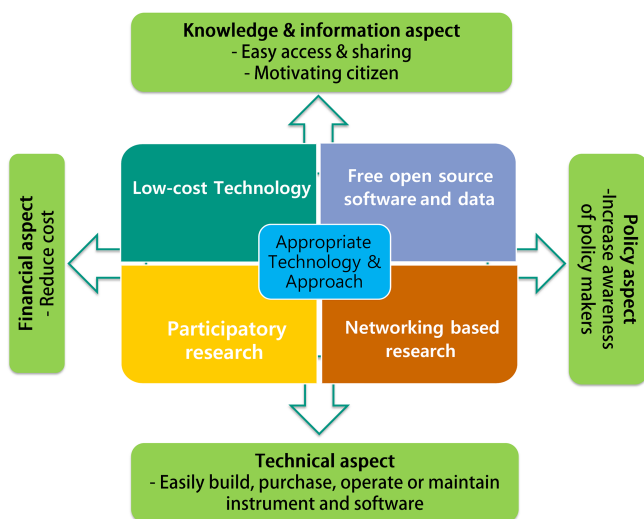 Knowledge & information aspect
- Easy access & sharing
- Motivating citizen
Financial aspect
- Reduce cost
Low-cost Technology
Free open source
software and data
Appropriate
Technology &
Approach
Participatory
research
Networking based
research
Policy aspect
-Increase awareness
of policy makers
Technical aspect
- Easily build, purchase, operate or maintain
instrument and software